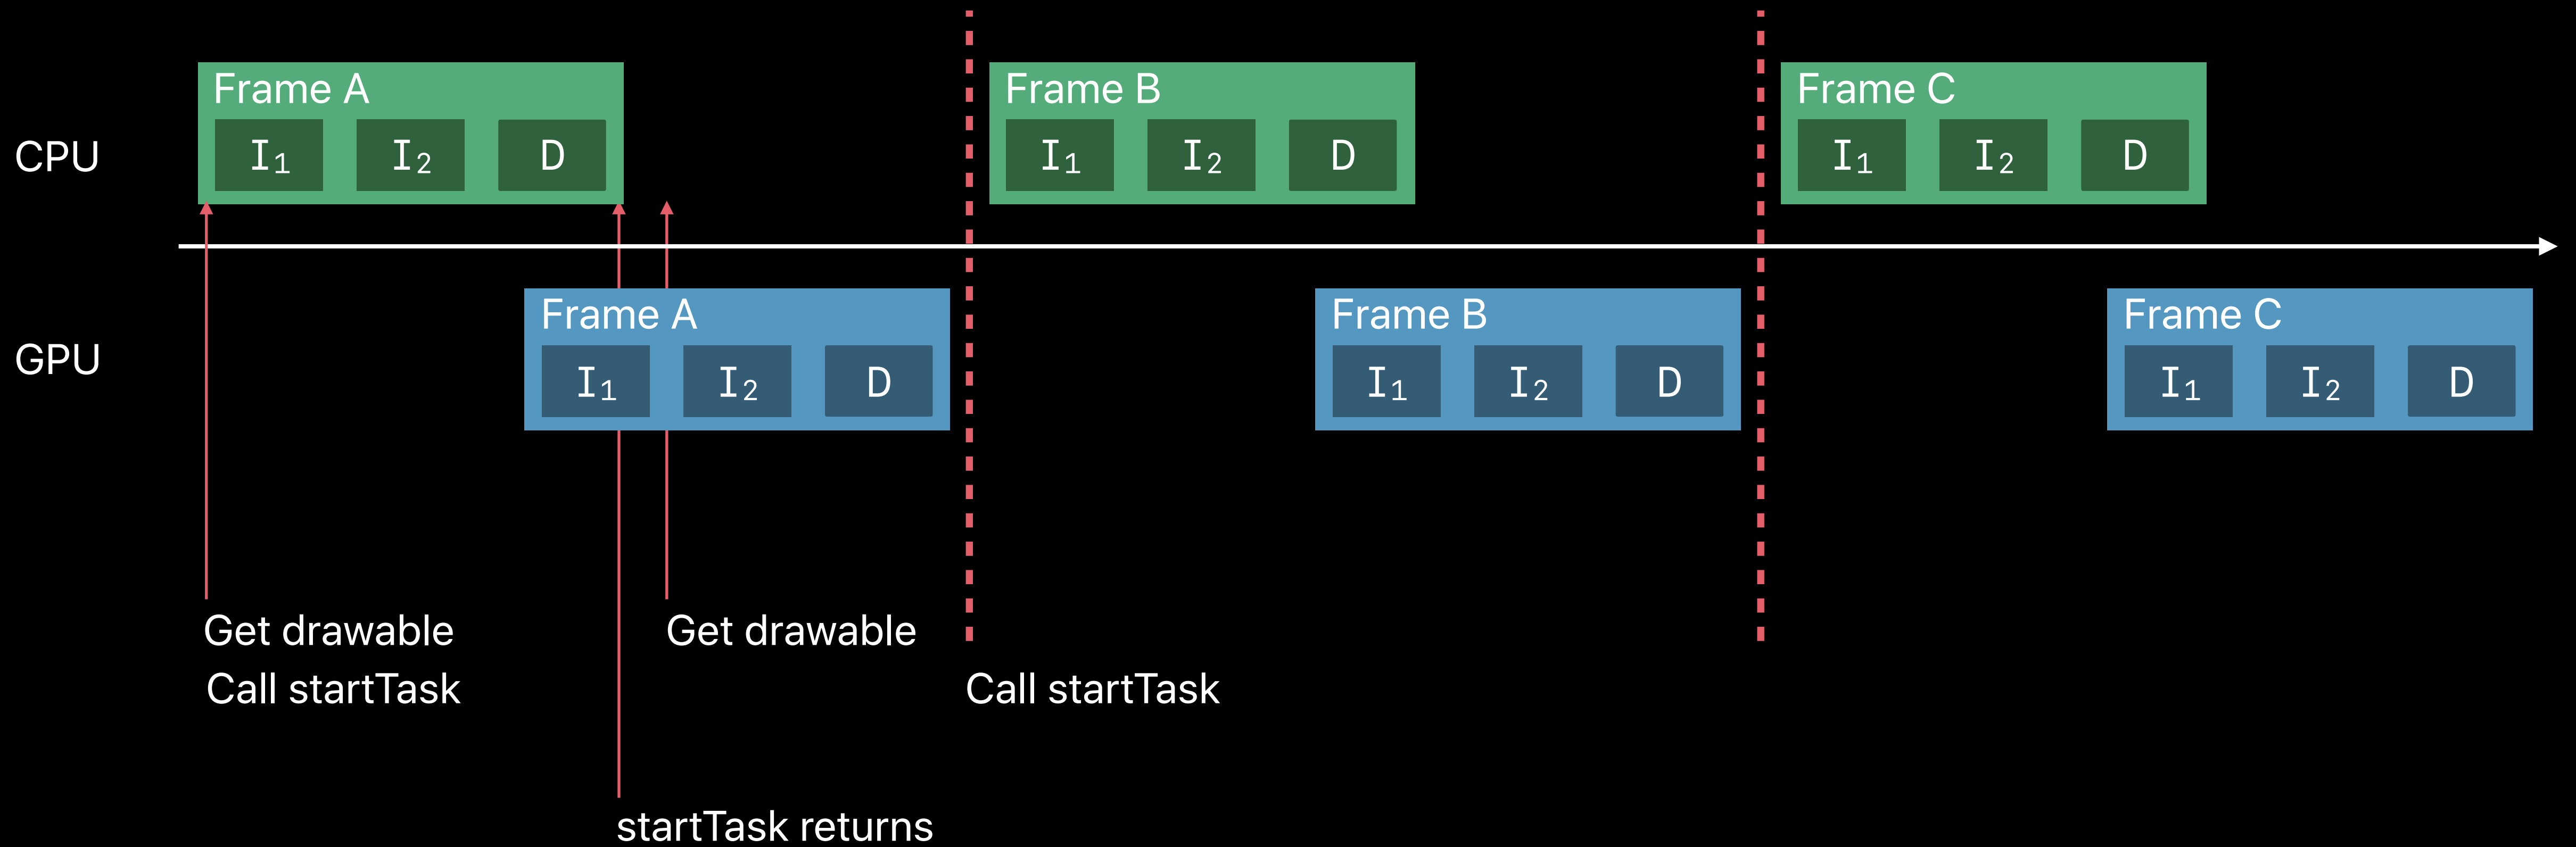 Frame A
I₁ I₂ D
Frame B
I₁ I₂ D
Frame C
I₁ I₂ D
CPU
Frame A
I₁ I₂ D
Frame B
I₁ I₂ D
Frame C
I₁ I₂ D
GPU
Get drawable
Call startTask
Get drawable
Call startTask
startTask returns